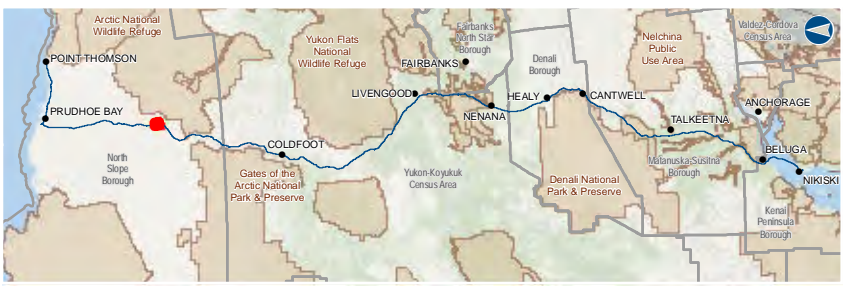 Arctic National
Wildlife Refuge
POINT THOMSON
PRUDHOE BAY
North
Slope
Borough
Yukon Flats
National
Wildlife Refuge
COLDFOOT
Gates of the
Arctic National
Park & Preserve
Fairbanks
North Star
Borough
FAIRBANKS
LIVENGOOD
NENANA
Yukon-Koyukuk
Census Area
Denali
Borough
HEALY
CANTWELL
Denali National
Park & Preserve
Nelchina
Public
Use Area
TALKEETNA
Matanuska-Susitna
Borough
Valdez-Cordova
Census Area
ANCHORAGE
BELUGA
NIKISKI
Kenai
Peninsula
Borough